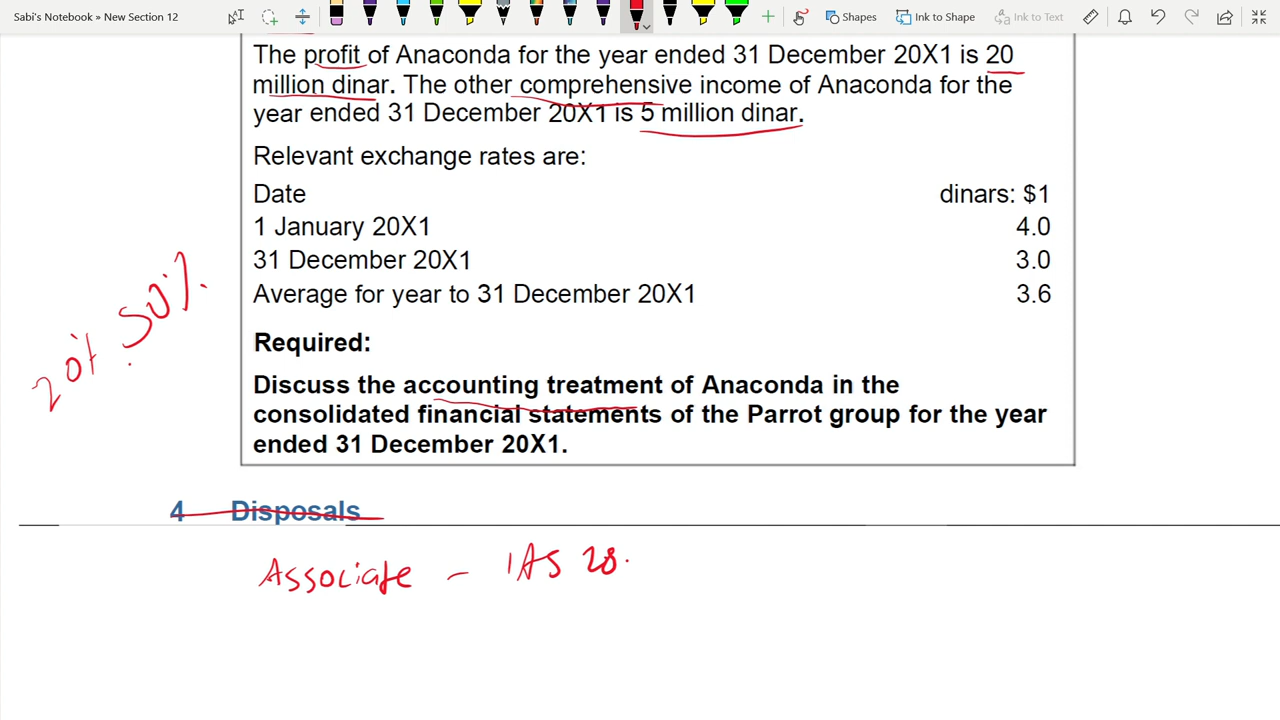 Sabi's Notebook » New Section 12
Shapes
Ink to Shape
Ink to Text
The profit of Anaconda for the year ended 31 December 20X1 is 20
million dinar. The other comprehensive income of Anaconda for the
year ended 31 December 20X1 is 5 million dinar.
Relevant exchange rates are:
Date dinars: $1
1 January 20X1 4.0
31 December 20X1 3.0
Average for year to 31 December 20X1 3.6
20% 50%
Required:
Discuss the accounting treatment of Anaconda in the
consolidated financial statements of the Parrot group for the year
ended 31 December 20X1.
4 Disposals
Associate - IAS 28.